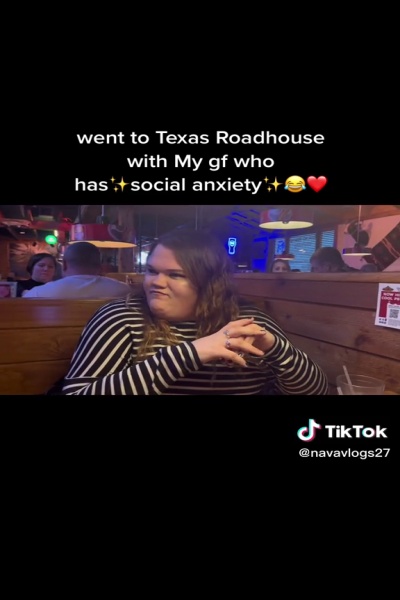 went to Texas Roadhouse
with My gf who
has✨social anxiety✨😂❤️
TikTok
@navavlogs27